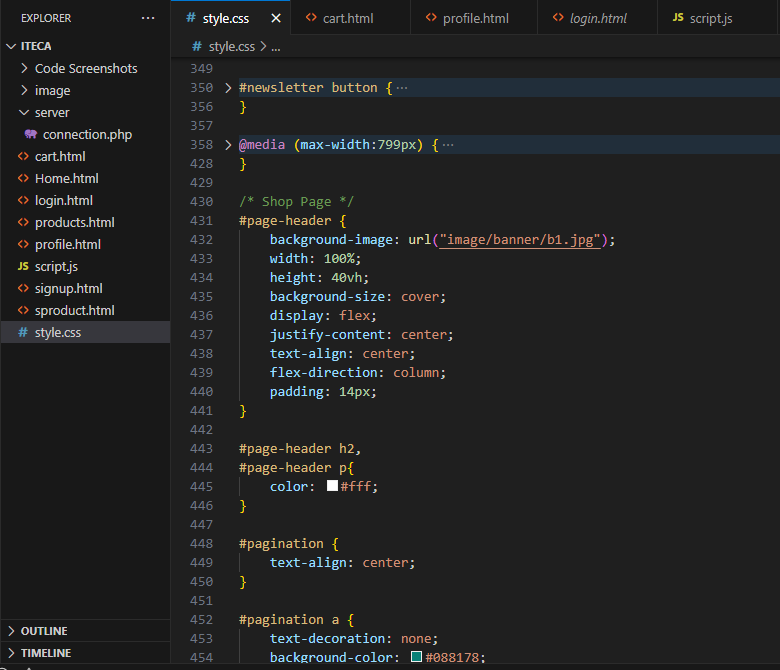 EXPLORER ···
ITECA
Code Screenshots
image
server
connection.php
cart.html
Home.html
login.html
products.html
profile.html
JS script.js
signup.html
sproduct.html
# style.css
OUTLINE
TIMELINE
# style.css ✕ cart.html profile.html login.html JS script.js
# style.css > ...
349
350 #newsletter button { ···
356 }
357
358 @media (max-width:799px) { ···
428 }
429
430 /* Shop Page */
431 #page-header {
432 background-image: url("image/banner/b1.jpg");
433 width: 100%;
434 height: 40vh;
435 background-size: cover;
436 display: flex;
437 justify-content: center;
438 text-align: center;
439 flex-direction: column;
440 padding: 14px;
441 }
442
443 #page-header h2,
444 #page-header p{
445 color: #fff;
446 }
447
448 #pagination {
449 text-align: center;
450 }
451
452 #pagination a {
453 text-decoration: none;
454 background-color: #088178;